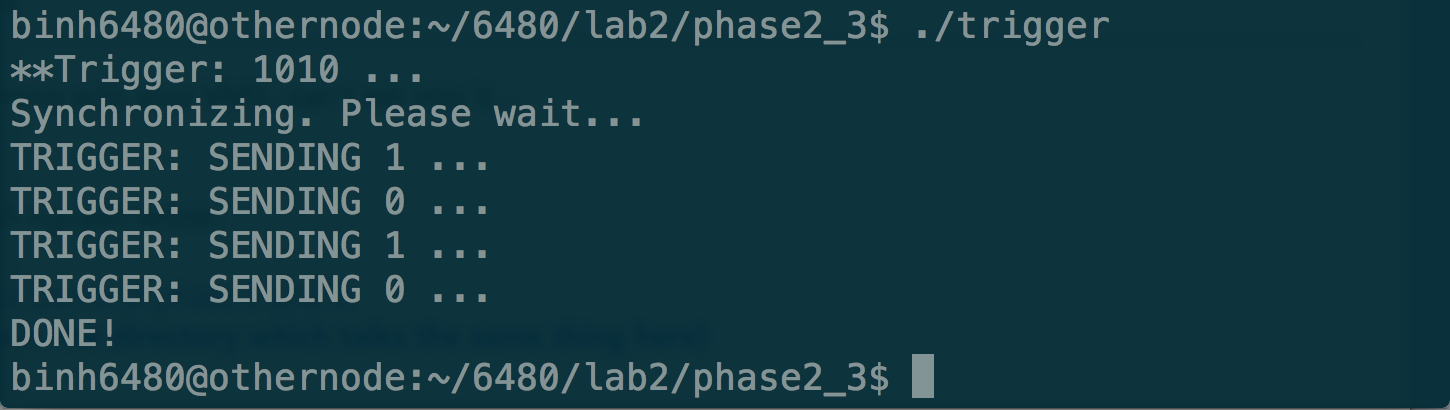 binh6480@othernode:~/6480/lab2/phase2_3$ ./trigger
**Trigger: 1010 ...
Synchronizing. Please wait...
TRIGGER: SENDING 1 ...
TRIGGER: SENDING 0 ...
TRIGGER: SENDING 1 ...
TRIGGER: SENDING 0 ...
DONE!
binh6480@othernode:~/6480/lab2/phase2_3$